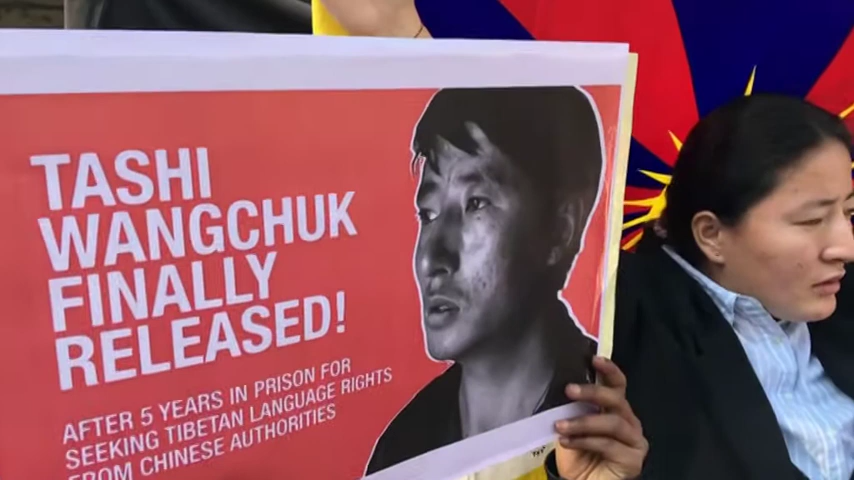 TASHI
WANGCHUK
FINALLY
RELEASED!
AFTER 5 YEARS IN PRISON FOR
SEEKING TIBETAN LANGUAGE RIGHTS
FROM CHINESE AUTHORITIES